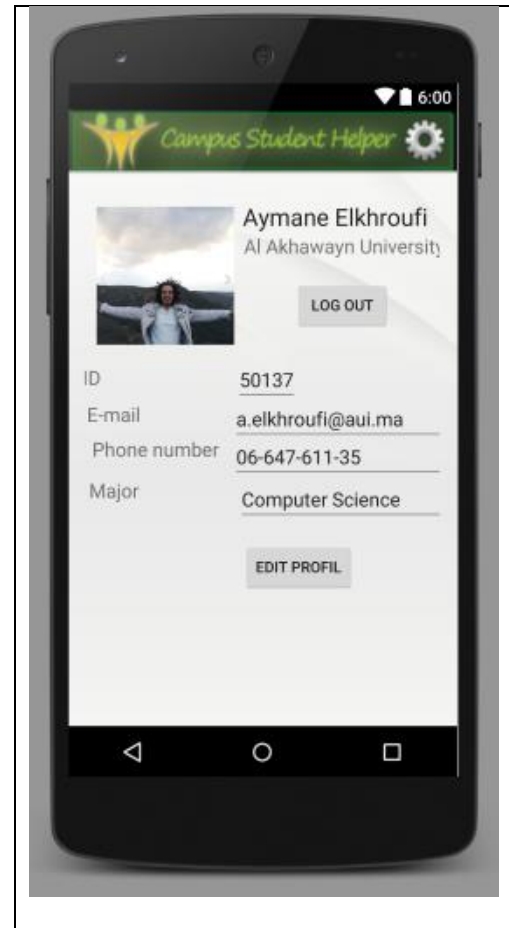 6:00
Campus Student Helper
Aymane Elkhroufi
Al Akhawayn University
LOG OUT
ID 50137
E-mail a.elkhroufi@aui.ma
Phone number 06-647-611-35
Major Computer Science
EDIT PROFIL